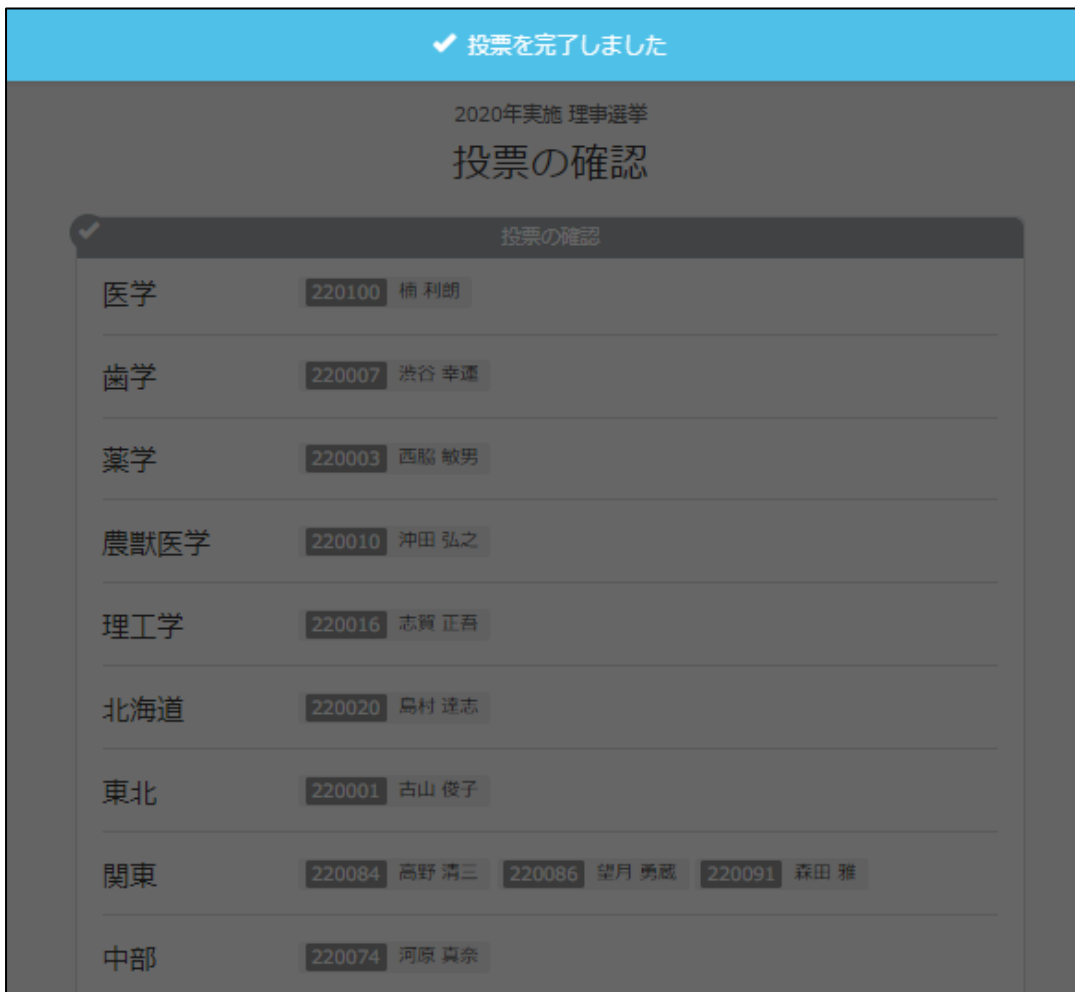 投票を完了しました
2020年実施 理事選挙
投票の確認
投票の確認
医学 220100 楠 利朗
歯学 220007 渋谷 幸運
薬学 220003 西脇 敏男
農獣医学 220010 沖田 弘之
理工学 220016 志賀 正吾
北海道 220020 島村 達志
東北 220001 古山 俊子
関東 220084 高野 清三 220086 望月 勇蔵 220091 森田 雅
中部 220074 河原 真奈